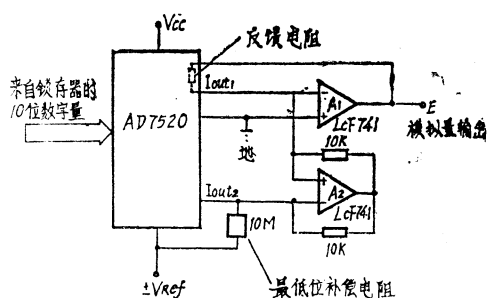 Vcc
反馈电阻
来自锁存器的
10位数字量
Iout1
AD7520
A1
E
LCF741
模拟量输出
地
10K
A2
Iout2
LCF741
10M
10K
±VRef
最低位补偿电阻